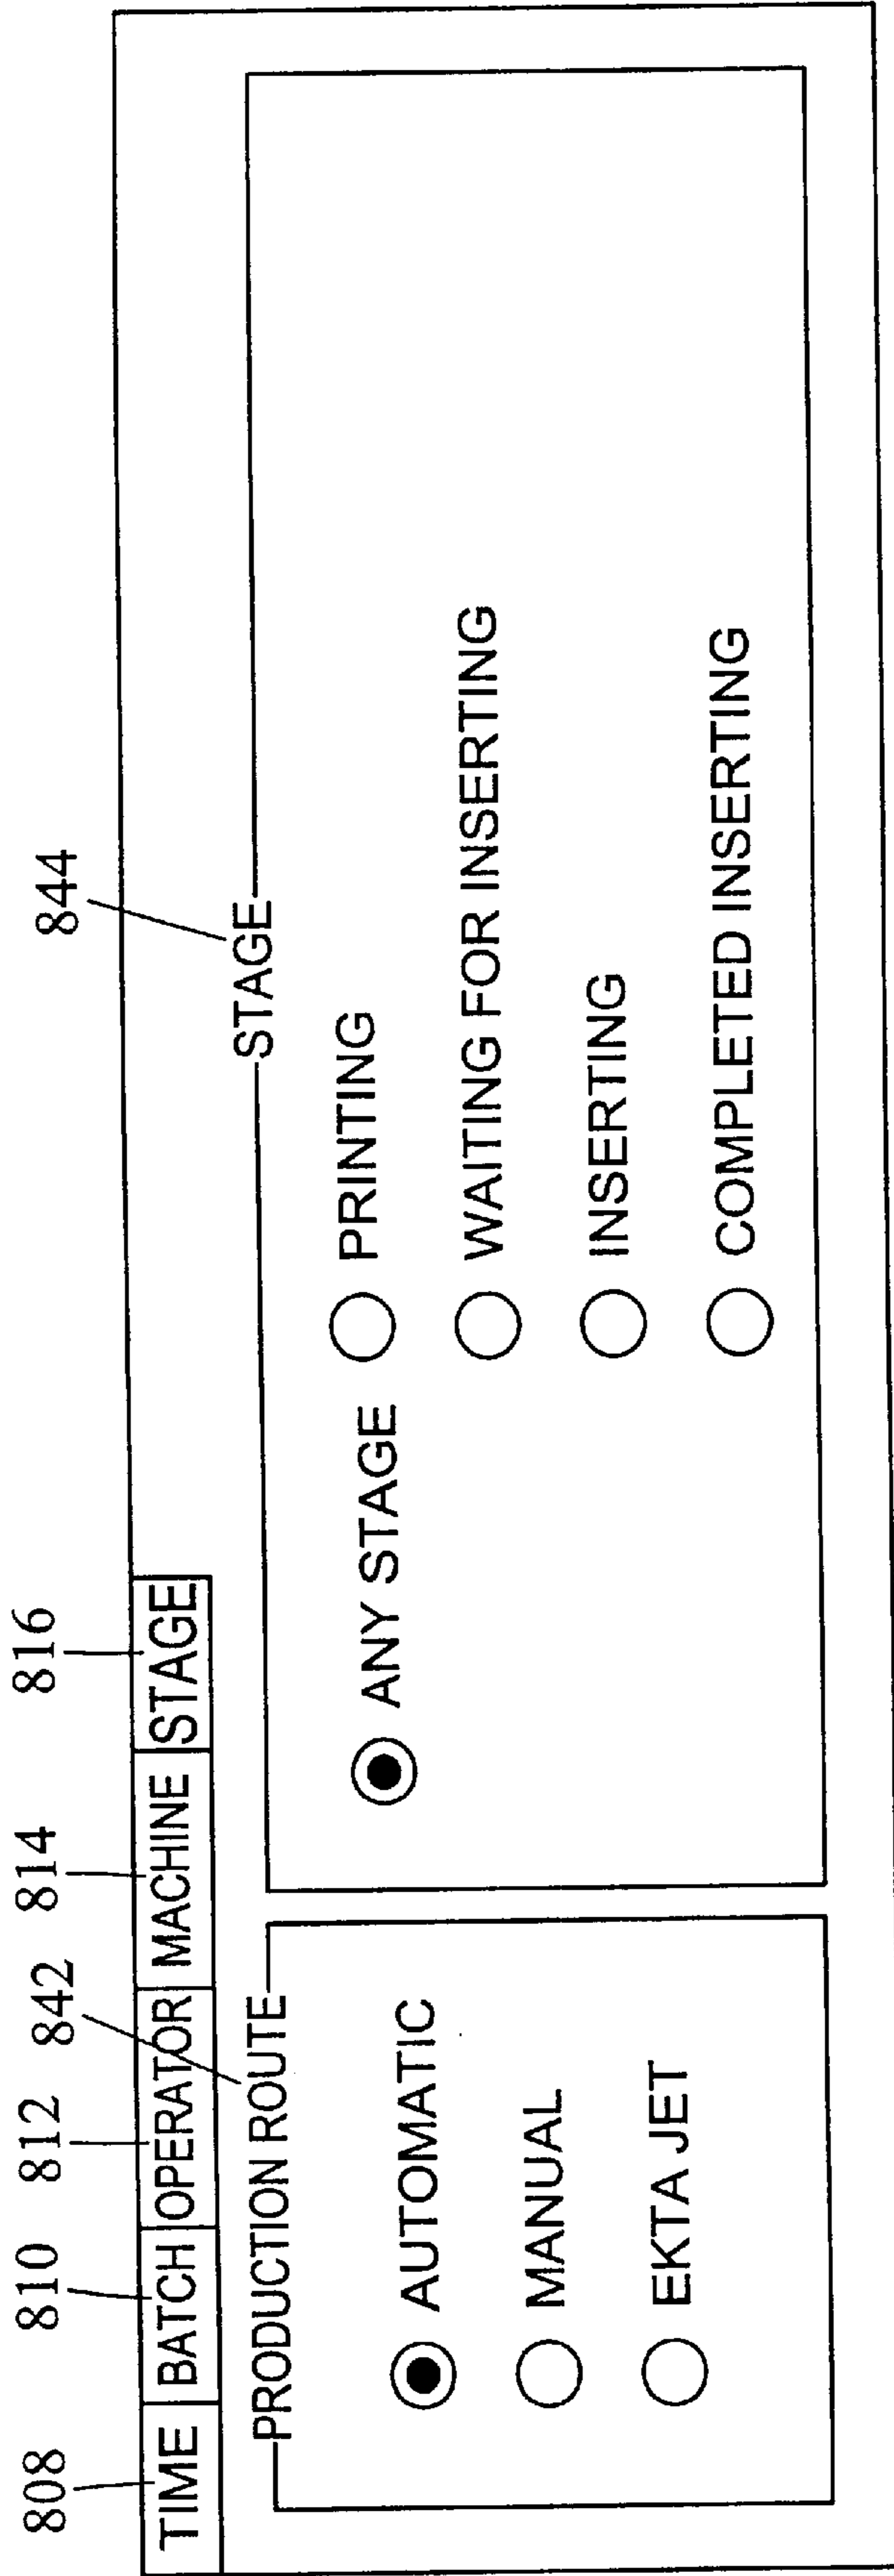 844
808 810 812 842 814 816
TIME BATCH OPERATOR MACHINE STAGE
PRODUCTION ROUTE STAGE
AUTOMATIC ANY STAGE PRINTING
MANUAL WAITING FOR INSERTING
EKTA JET INSERTING
COMPLETED INSERTING